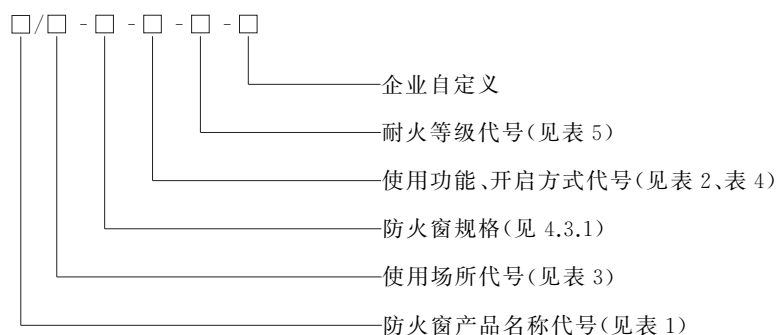 □/□-□-□-□-□
企业自定义
耐火等级代号(见表 5)
使用功能、开启方式代号(见表 2、表 4)
防火窗规格(见 4.3.1)
使用场所代号(见表 3)
防火窗产品名称代号(见表 1)